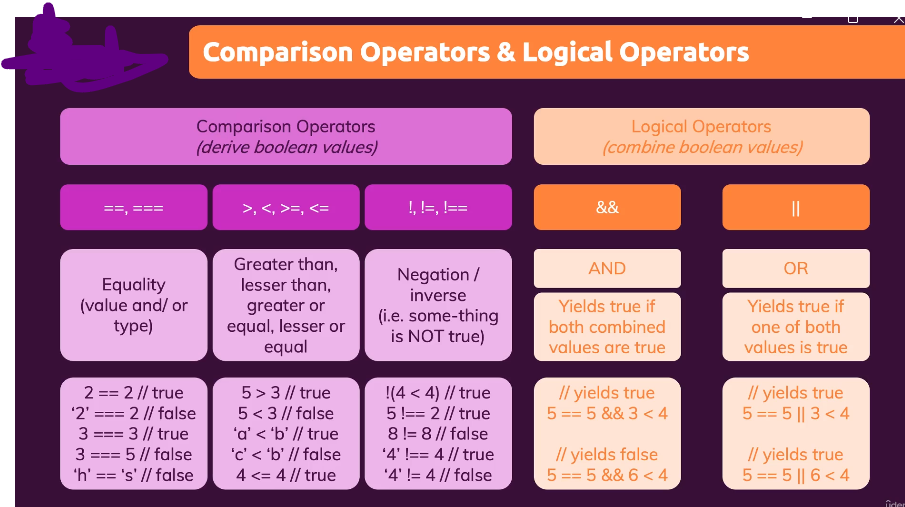 Comparison Operators & Logical Operators
Comparison Operators
(derive boolean values)
Logical Operators
(combine boolean values)
==, ===
>, <, >=, <=
!, !=, !==
&&
||
Equality
(value and/ or
type)
Greater than,
lesser than,
greater or
equal, lesser or
equal
Negation /
inverse
(i.e. some-thing
is NOT true)
AND
Yields true if
both combined
values are true
OR
Yields true if
one of both
values is true
2 == 2 // true
‘2’ === 2 // false
3 === 3 // true
3 === 5 // false
‘h’ == ‘s’ // false
5 > 3 // true
5 < 3 // false
‘a’ < ‘b’ // true
‘c’ < ‘b’ // false
4 <= 4 // true
!(4 < 4) // true
5 !== 2 // true
8 != 8 // false
‘4’ !== 4 // true
‘4’ != 4 // false
// yields true
5 == 5 && 3 < 4
// yields false
5 == 5 && 6 < 4
// yields true
5 == 5 || 3 < 4
// yields true
5 == 5 || 6 < 4